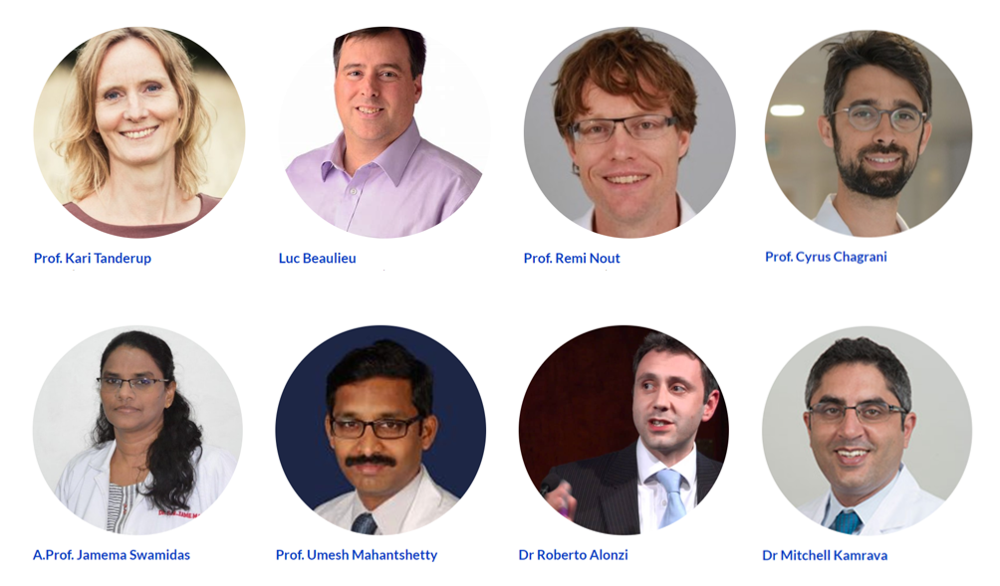 Prof. Kari Tanderup
Luc Beaulieu
Prof. Remi Nout
Prof. Cyrus Chagrani
A.Prof. Jamema Swamidas
Prof. Umesh Mahantshetty
Dr Roberto Alonzi
Dr Mitchell Kamrava